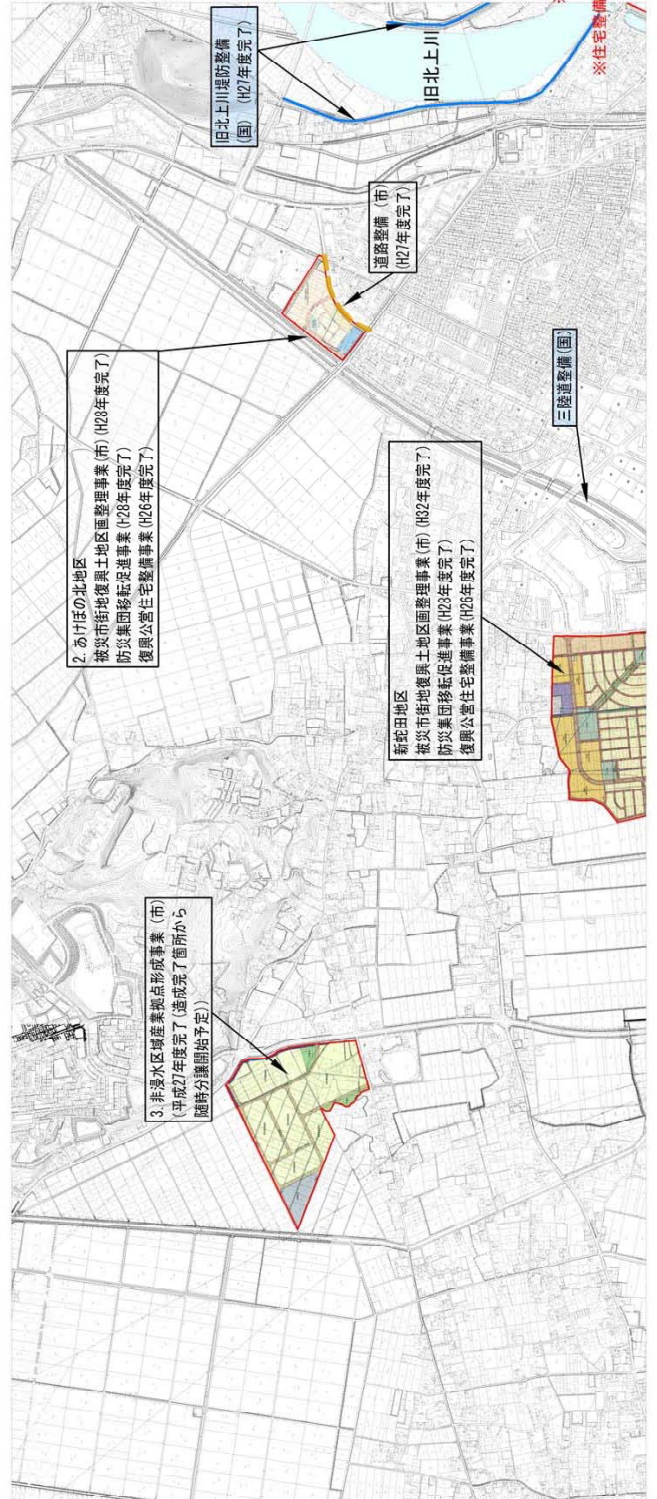 旧北上川堤防整備
(国) (H27年度完了)
旧北上川
※住宅整備
道路整備(市)
(H27年度完了)
2. あけぼの北地区
被災市街地復興土地区画整理事業(市)(H28年度完了)
防災集団移転促進事業(H28年度完了)
復興公営住宅整備事業(H26年度完了)
三陸道整備(国)
新蛇田地区
被災市街地復興土地区画整理事業(市)(H32年度完了)
防災集団移転促進事業(H28年度完了)
復興公営住宅整備事業(H28年度完了)
3. 非浸水区域産業拠点形成事業(市)
(平成27年度完了(造成完了箇所から
随時分譲開始予定))